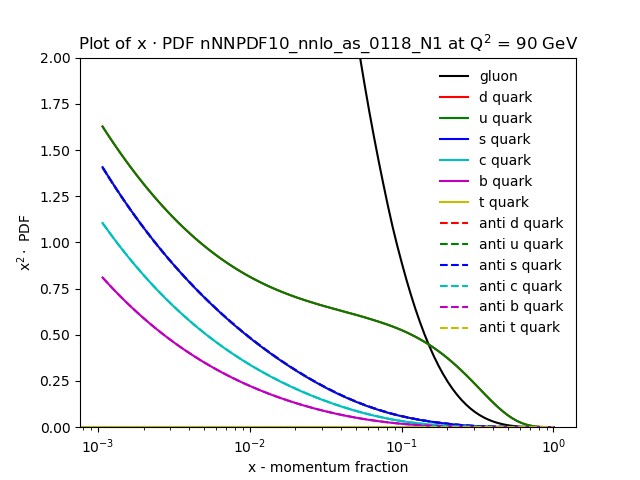 Plot of x · PDF nNNPDF10_nnlo_as_0118_N1 at Q² = 90 GeV
2.00
1.75
1.50
1.25
1.00
0.75
0.50
0.25
0.00
x²· PDF
gluon
d quark
u quark
s quark
c quark
b quark
t quark
anti d quark
anti u quark
anti s quark
anti c quark
anti b quark
anti t quark
10⁻³ 10⁻² 10⁻¹ 10⁰
x - momentum fraction